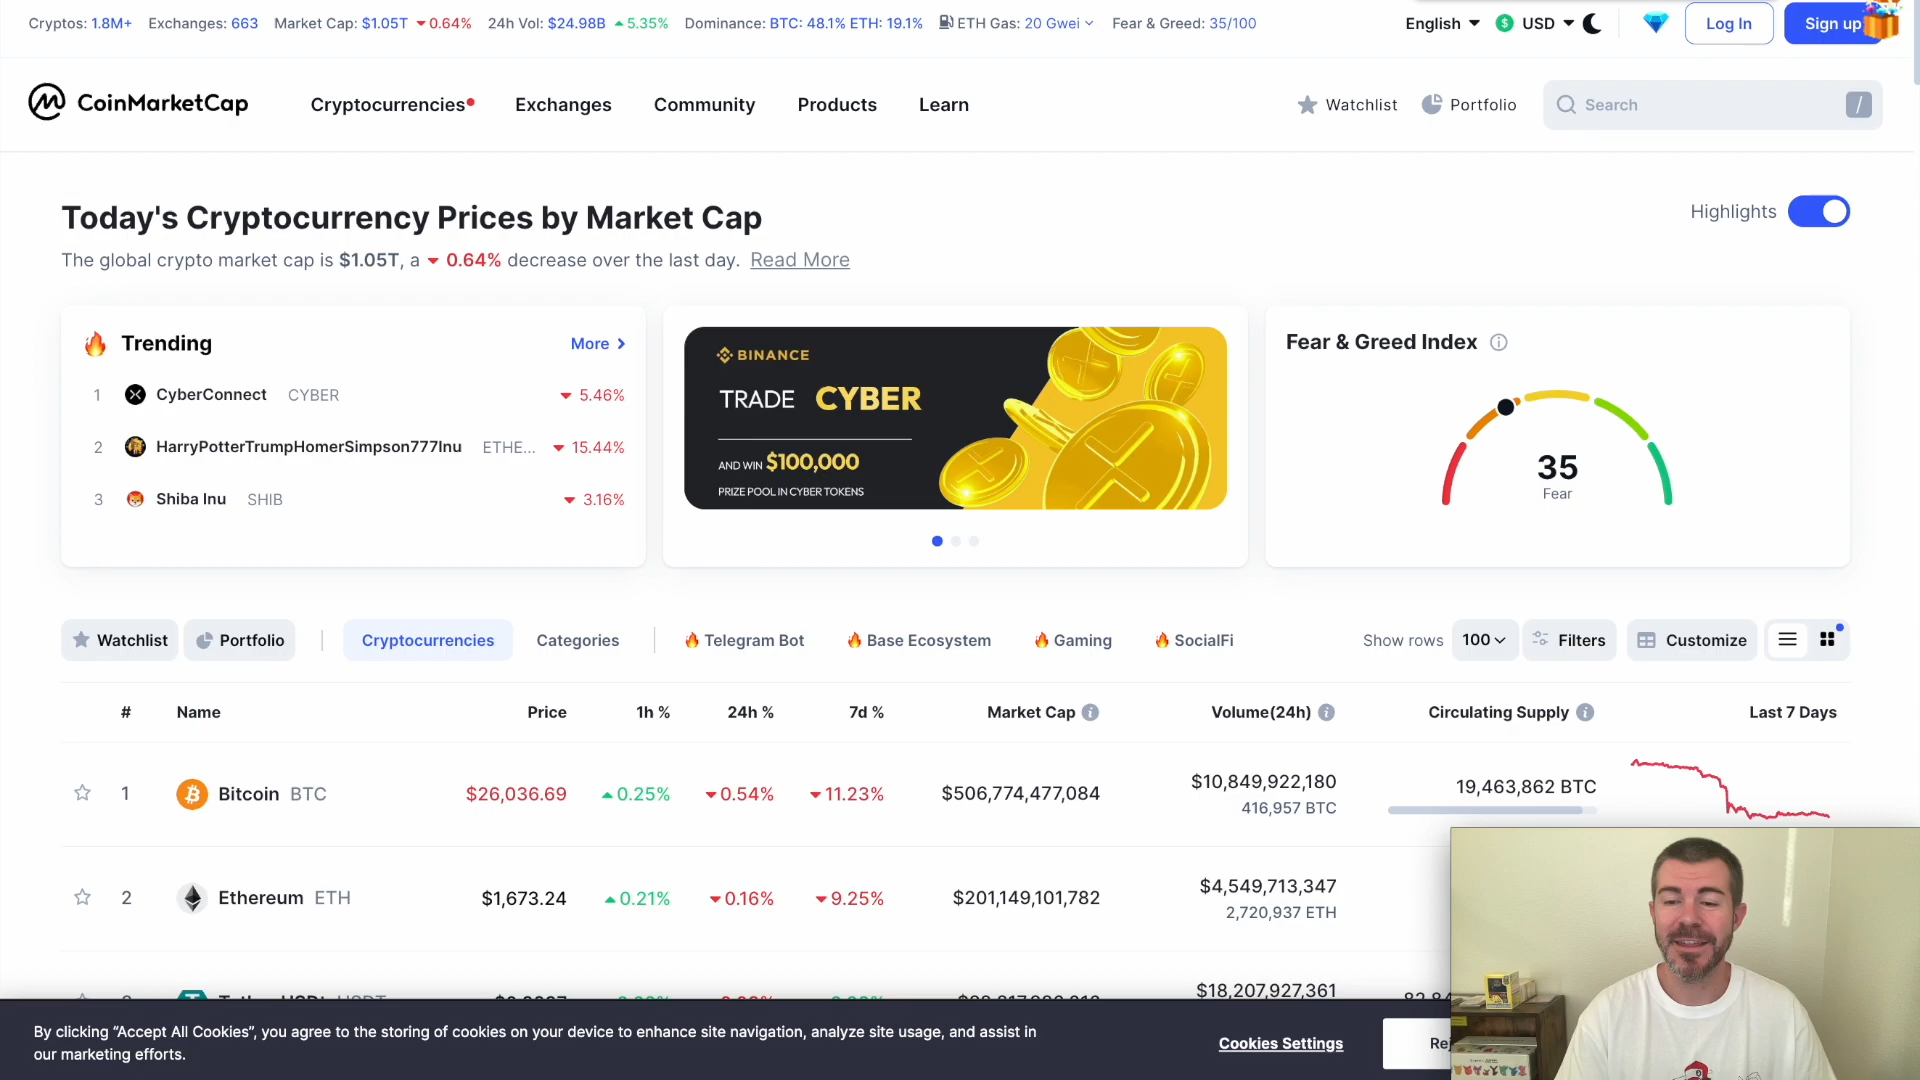 Cryptos: 1.8M+ Exchanges: 663 Market Cap: $1.05T 0.64% 24h Vol: $24.98B 5.35% Dominance: BTC: 48.1% ETH: 19.1% ETH Gas: 20 Gwei Fear & Greed: 35/100 English $ USD Log In Sign up
CoinMarketCap Cryptocurrencies Exchanges Community Products Learn Watchlist Portfolio Search /
Today's Cryptocurrency Prices by Market Cap
Highlights
The global crypto market cap is $1.05T, a 0.64% decrease over the last day. Read More
Trending More
1 CyberConnect CYBER 5.46%
2 HarryPotterTrumpHomerSimpson777Inu ETHE... 15.44%
3 Shiba Inu SHIB 3.16%
BINANCE
TRADE CYBER
AND WIN $100,000
PRIZE POOL IN CYBER TOKENS
Fear & Greed Index
35
Fear
Watchlist Portfolio Cryptocurrencies Categories Telegram Bot Base Ecosystem Gaming SocialFi Show rows 100 Filters Customize
# Name Price 1h % 24h % 7d % Market Cap Volume(24h) Circulating Supply Last 7 Days
1 Bitcoin BTC $26,036.69 0.25% 0.54% 11.23% $506,774,477,084 $10,849,922,180 19,463,862 BTC
416,957 BTC
2 Ethereum ETH $1,673.24 0.21% 0.16% 9.25% $201,149,101,782 $4,549,713,347
2,720,937 ETH
$18,207,927,361
By clicking “Accept All Cookies”, you agree to the storing of cookies on your device to enhance site navigation, analyze site usage, and assist in
our marketing efforts.
Cookies Settings